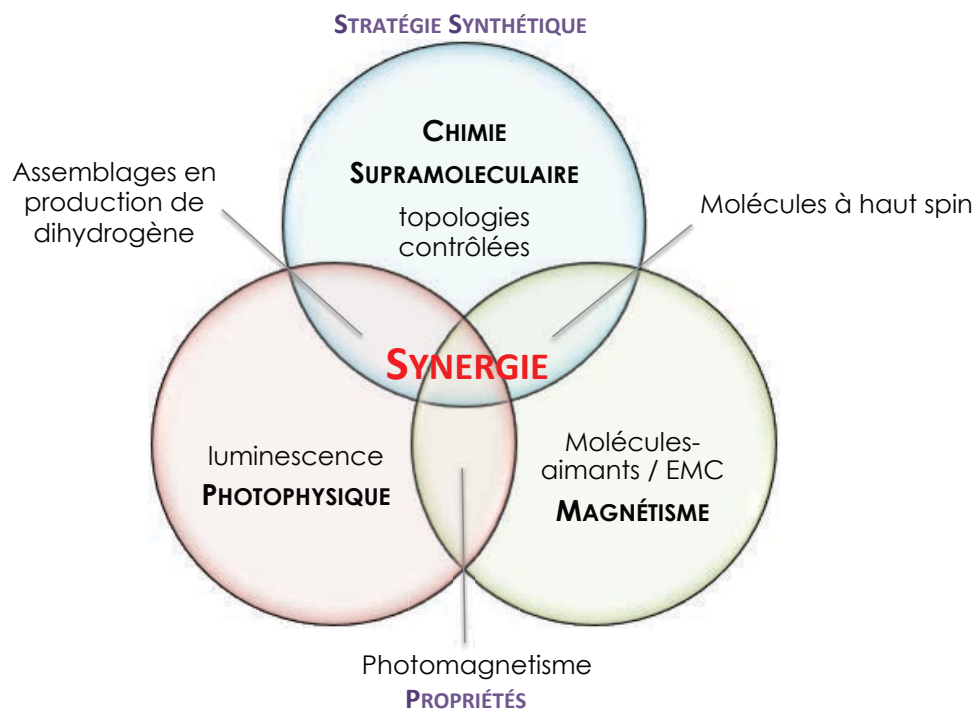 STRATÉGIE SYNTHÉTIQUE
CHIMIE
SUPRAMOLECULAIRE
topologies
contrôlées
Assemblages en
production de
dihydrogène
Molécules à haut spin
SYNERGIE
luminescence
PHOTOPHYSIQUE
Molécules-
aimants / EMC
MAGNÉTISME
Photomagnetisme
PROPRIÉTÉS